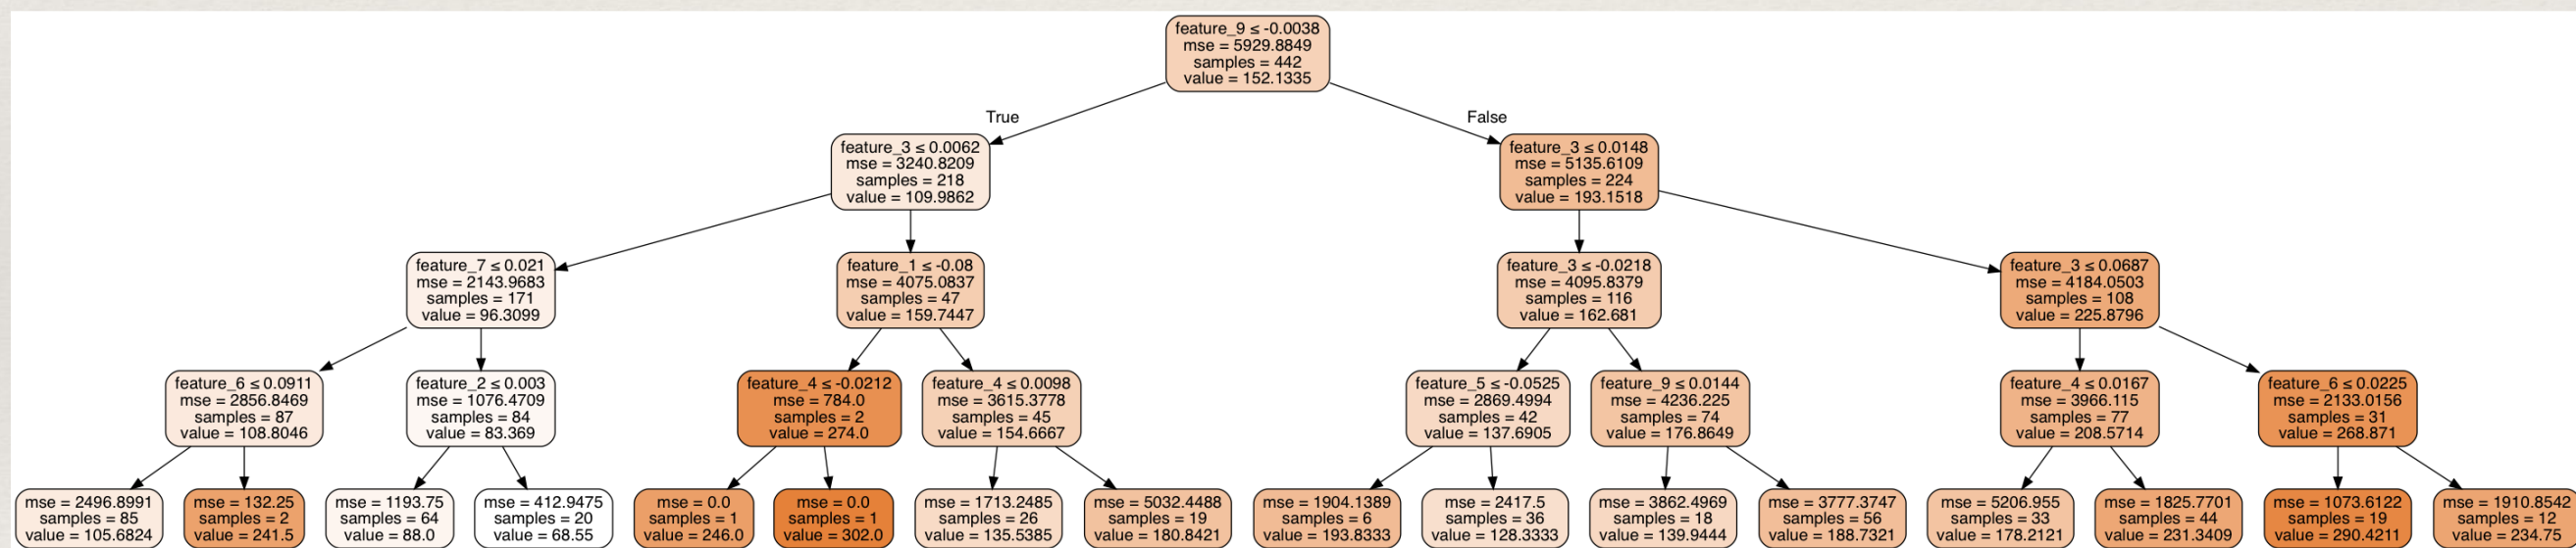 feature_9 ≤ -0.0038
mse = 5929.8849
samples = 442
value = 152.1335
True
False
feature_3 ≤ 0.0062
mse = 3240.8209
samples = 218
value = 109.9862
feature_3 ≤ 0.0148
mse = 5135.6109
samples = 224
value = 193.1518
feature_7 ≤ 0.021
mse = 2143.9683
samples = 171
value = 96.3099
feature_1 ≤ -0.08
mse = 4075.0837
samples = 47
value = 159.7447
feature_3 ≤ -0.0218
mse = 4095.8379
samples = 116
value = 162.681
feature_3 ≤ 0.0687
mse = 4184.0503
samples = 108
value = 225.8796
feature_6 ≤ 0.0911
mse = 2856.8469
samples = 87
value = 108.8046
feature_2 ≤ 0.003
mse = 1076.4709
samples = 84
value = 83.369
feature_4 ≤ -0.0212
mse = 784.0
samples = 2
value = 274.0
feature_4 ≤ 0.0098
mse = 3615.3778
samples = 45
value = 154.6667
feature_5 ≤ -0.0525
mse = 2869.4994
samples = 42
value = 137.6905
feature_9 ≤ 0.0144
mse = 4236.225
samples = 74
value = 176.8649
feature_4 ≤ 0.0167
mse = 3966.115
samples = 77
value = 208.5714
feature_6 ≤ 0.0225
mse = 2133.0156
samples = 31
value = 268.871
mse = 2496.8991
samples = 85
value = 105.6824
mse = 132.25
samples = 2
value = 241.5
mse = 1193.75
samples = 64
value = 88.0
mse = 412.9475
samples = 20
value = 68.55
mse = 0.0
samples = 1
value = 246.0
mse = 0.0
samples = 1
value = 302.0
mse = 1713.2485
samples = 26
value = 135.5385
mse = 5032.4488
samples = 19
value = 180.8421
mse = 1904.1389
samples = 6
value = 193.8333
mse = 2417.5
samples = 36
value = 128.3333
mse = 3862.4969
samples = 18
value = 139.9444
mse = 3777.3747
samples = 56
value = 188.7321
mse = 5206.955
samples = 33
value = 178.2121
mse = 1825.7701
samples = 44
value = 231.3409
mse = 1073.6122
samples = 19
value = 290.4211
mse = 1910.8542
samples = 12
value = 234.75